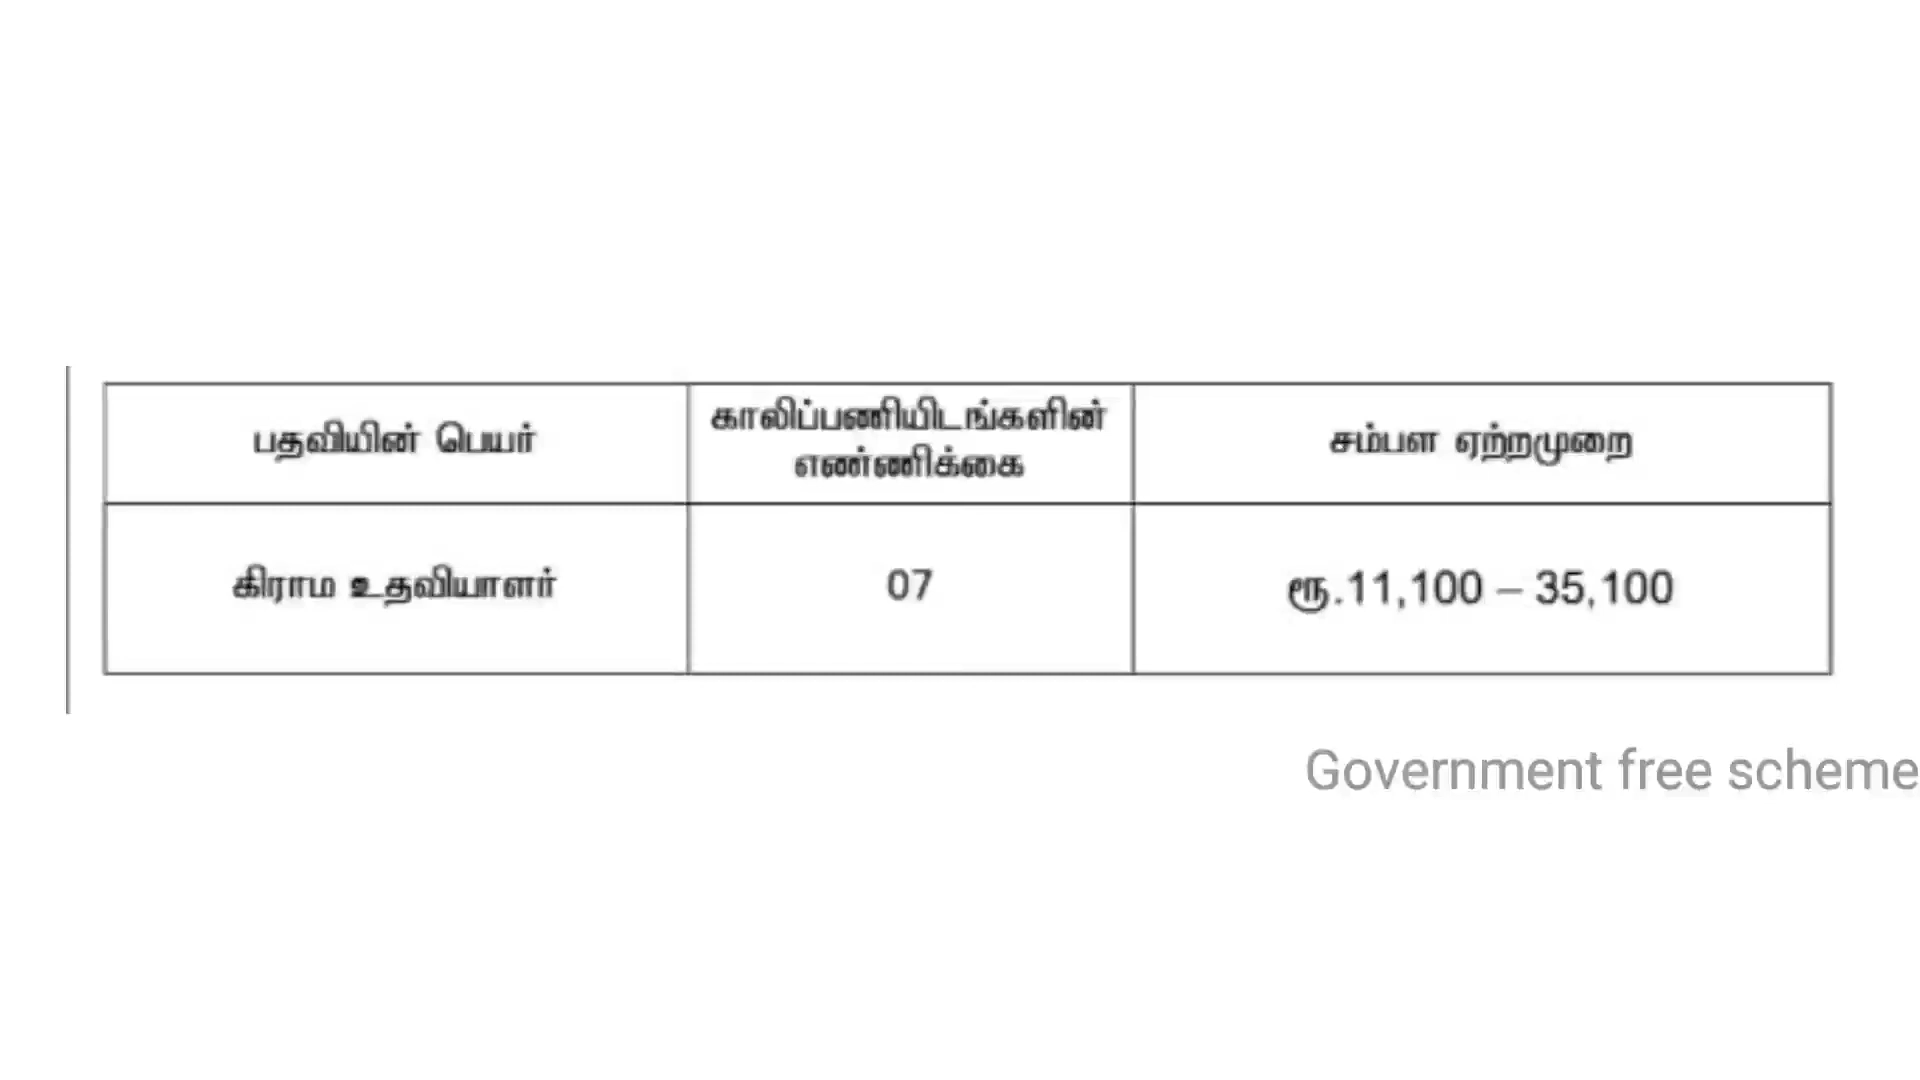 பதவியின் பெயர்
காலிப்பணியிடங்களின்
எண்ணிக்கை
சம்பள ஏற்றமுறை
கிராம உதவியாளர்
07
ரூ.11,100 – 35,100
Government free scheme